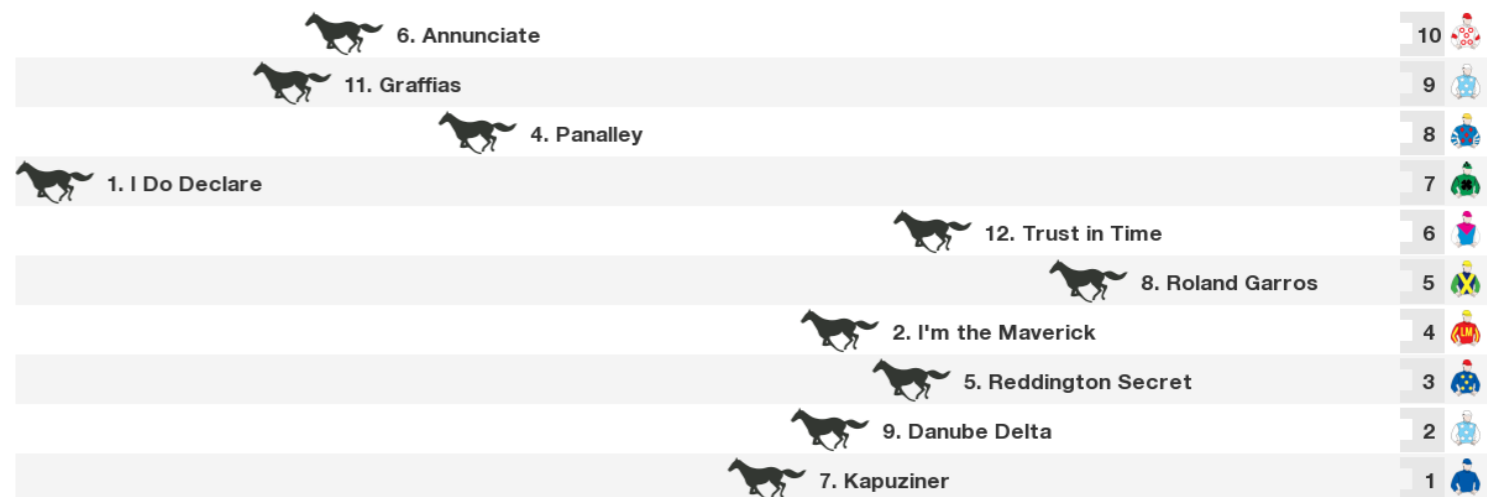 6. Annunciate 10
11. Graffias 9
4. Panalley 8
1. I Do Declare 7
12. Trust in Time 6
8. Roland Garros 5
2. I'm the Maverick 4
LM
5. Reddington Secret 3
9. Danube Delta 2
7. Kapuziner 1